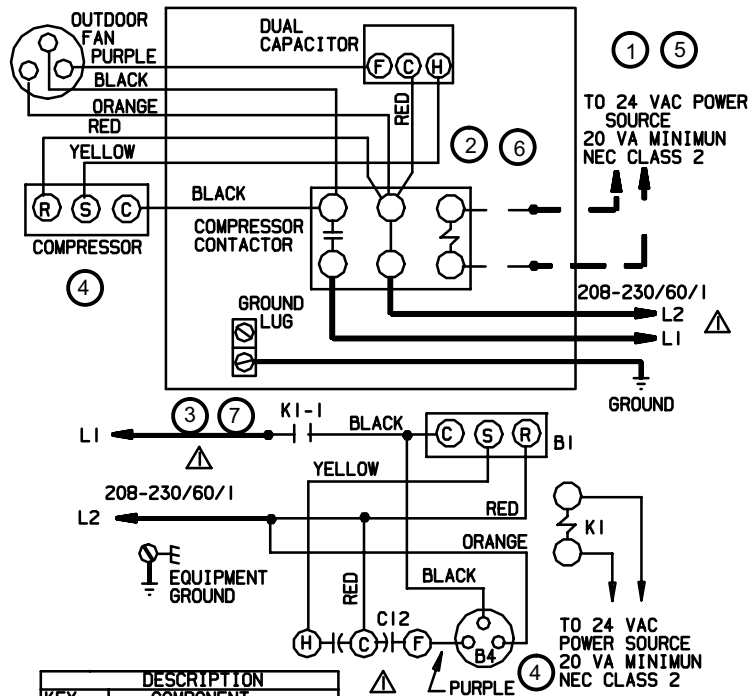 OUTDOOR
FAN
PURPLE
BLACK
ORANGE
RED
YELLOW
DUAL
CAPACITOR
F C H
RED
1 5
TO 24 VAC POWER
SOURCE
20 VA MINIMUN
NEC CLASS 2
2 6
R S C
BLACK
COMPRESSOR
COMPRESSOR
CONTACTOR
4
208-230/60/1
L2
1
L1
GROUND
LUG
GROUND
3 7
K1-1
BLACK
C S R
B1
L1
1
YELLOW
208-230/60/1
RED
L2
K1
ORANGE
EQUIPMENT
GROUND
RED
BLACK
C12
H C F
B4
TO 24 VAC
POWER SOURCE
20 VA MINIMUN
NEC CLASS 2
4
1
PURPLE
DESCRIPTION
KEY COMPONENT